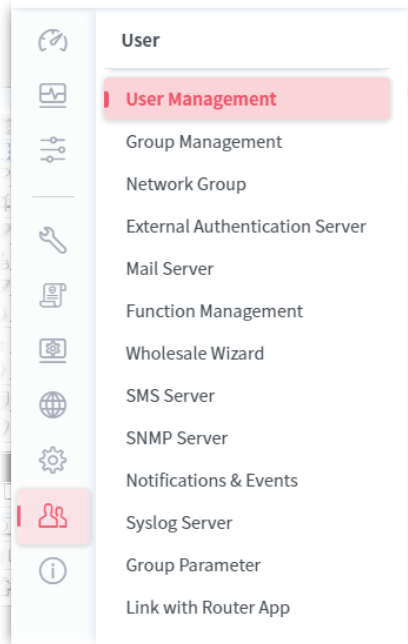 User
User Management
Group Management
Network Group
External Authentication Server
Mail Server
Function Management
Wholesale Wizard
SMS Server
SNMP Server
Notifications & Events
Syslog Server
Group Parameter
Link with Router App